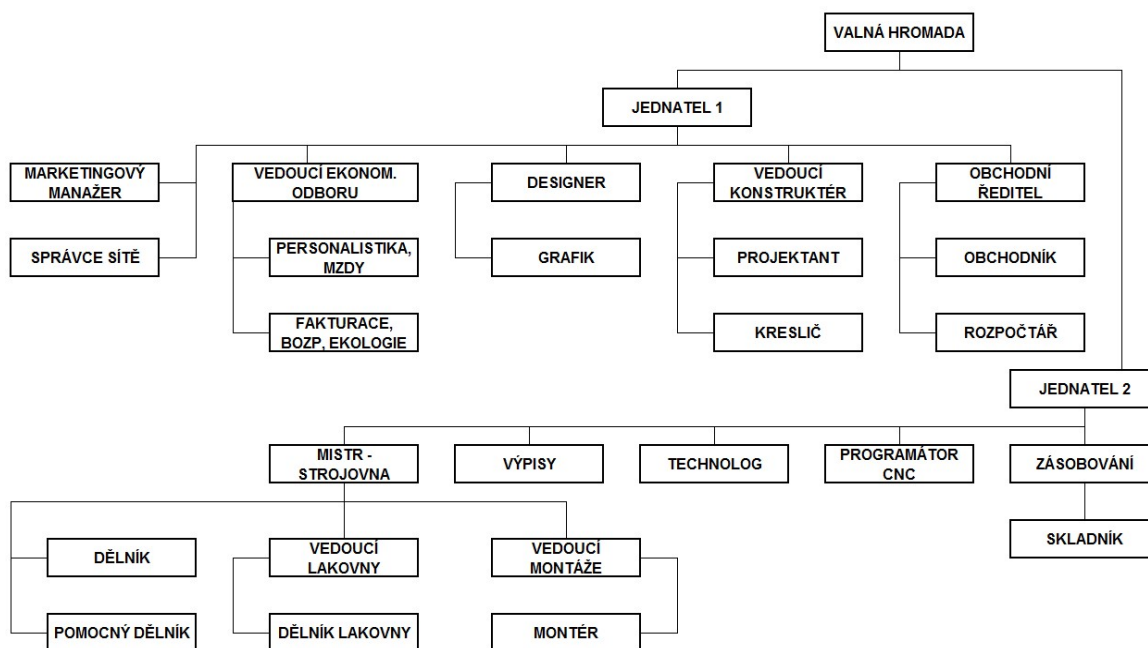 VALNÁ HROMADA
JEDNATEL 1
MARKETINGOVÝ
MANAŽER
VEDOUCÍ EKONOM.
ODBORU
DESIGNER
VEDOUCÍ
KONSTRUKTÉR
OBCHODNÍ
ŘEDITEL
SPRÁVCE SÍTĚ
PERSONALISTIKA,
MZDY
GRAFIK
PROJEKTANT
OBCHODNÍK
FAKTURACE,
BOZP, EKOLOGIE
KRESLIČ
ROZPOČTÁŘ
JEDNATEL 2
MISTR -
STROJOVNA
VÝPISY
TECHNOLOG
PROGRAMÁTOR
CNC
ZÁSOBOVÁNÍ
SKLADNÍK
DĚLNÍK
VEDOUCÍ
LAKOVNY
VEDOUCÍ
MONTÁŽE
POMOCNÝ DĚLNÍK
DĚLNÍK LAKOVNY
MONTÉR